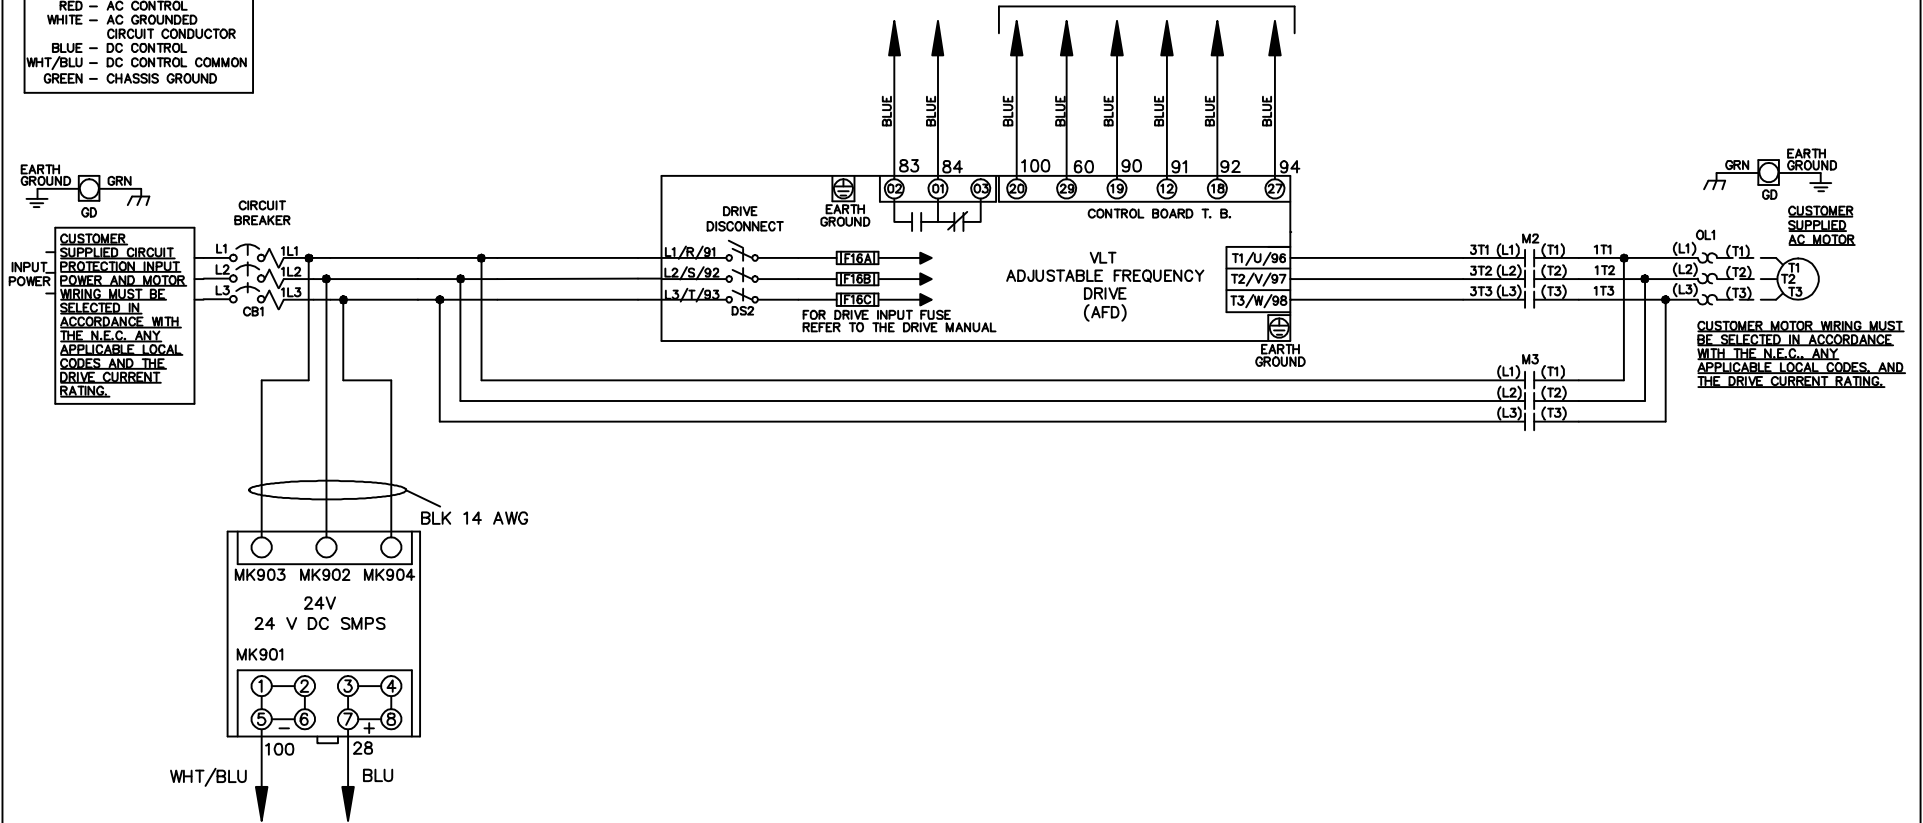 RED – AC CONTROL
WHITE – AC GROUNDED
CIRCUIT CONDUCTOR
BLUE – DC CONTROL
WHT/BLU – DC CONTROL COMMON
GREEN – CHASSIS GROUND
BLUE BLUE BLUE BLUE BLUE BLUE BLUE BLUE
83 84 100 60 90 91 92 94
02 01 03 20 29 19 12 18 27
EARTH
GROUND
GRN
GD
CIRCUIT
BREAKER
INPUT
POWER
CUSTOMER
SUPPLIED CIRCUIT
PROTECTION INPUT
POWER AND MOTOR
WIRING MUST BE
SELECTED IN
ACCORDANCE WITH
THE N.E.C. ANY
APPLICABLE LOCAL
CODES AND THE
DRIVE CURRENT
RATING.
L1 1L1
L2 1L2
L3 1L3
CB1
DRIVE
DISCONNECT
EARTH
GROUND
CONTROL BOARD T. B.
L1/R/91
L2/S/92
L3/T/93
DS2
F16A
F16B
F16C
FOR DRIVE INPUT FUSE
REFER TO THE DRIVE MANUAL
VLT
ADJUSTABLE FREQUENCY
DRIVE
(AFD)
T1/U/96
T2/V/97
T3/W/98
EARTH
GROUND
M2
3T1 (L1) (T1) 1T1
3T2 (L2) (T2) 1T2
3T3 (L3) (T3) 1T3
M3
(L1) (T1)
(L2) (T2)
(L3) (T3)
GRN
GD
EARTH
GROUND
CUSTOMER
SUPPLIED
AC MOTOR
OL1
(L1) (T1)
(L2) (T2)
(L3) (T3)
T1
T2
T3
CUSTOMER MOTOR WIRING MUST
BE SELECTED IN ACCORDANCE
WITH THE N.E.C., ANY
APPLICABLE LOCAL CODES, AND
THE DRIVE CURRENT RATING.
BLK 14 AWG
MK903 MK902 MK904
24V
24 V DC SMPS
MK901
1 2 3 4
5 6 7 8
– +
100 28
WHT/BLU BLU